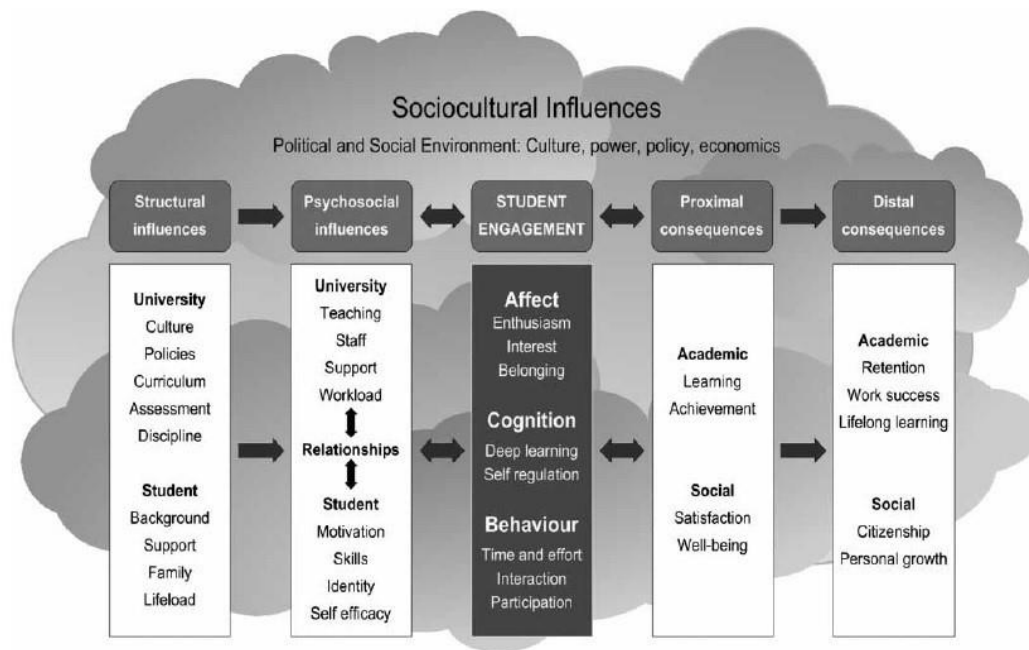 Sociocultural Influences
Political and Social Environment: Culture, power, policy, economics
Structural
influences
Psychosocial
influences
STUDENT
ENGAGEMENT
Proximal
consequences
Distal
consequences
University
Culture
Policies
Curriculum
Assessment
Discipline
Student
Background
Support
Family
Lifeload
University
Teaching
Staff
Support
Workload
Relationships
Student
Motivation
Skills
Identity
Self efficacy
Affect
Enthusiasm
Interest
Belonging
Cognition
Deep learning
Self regulation
Behaviour
Time and effort
Interaction
Participation
Academic
Learning
Achievement
Social
Satisfaction
Well-being
Academic
Retention
Work success
Lifelong learning
Social
Citizenship
Personal growth